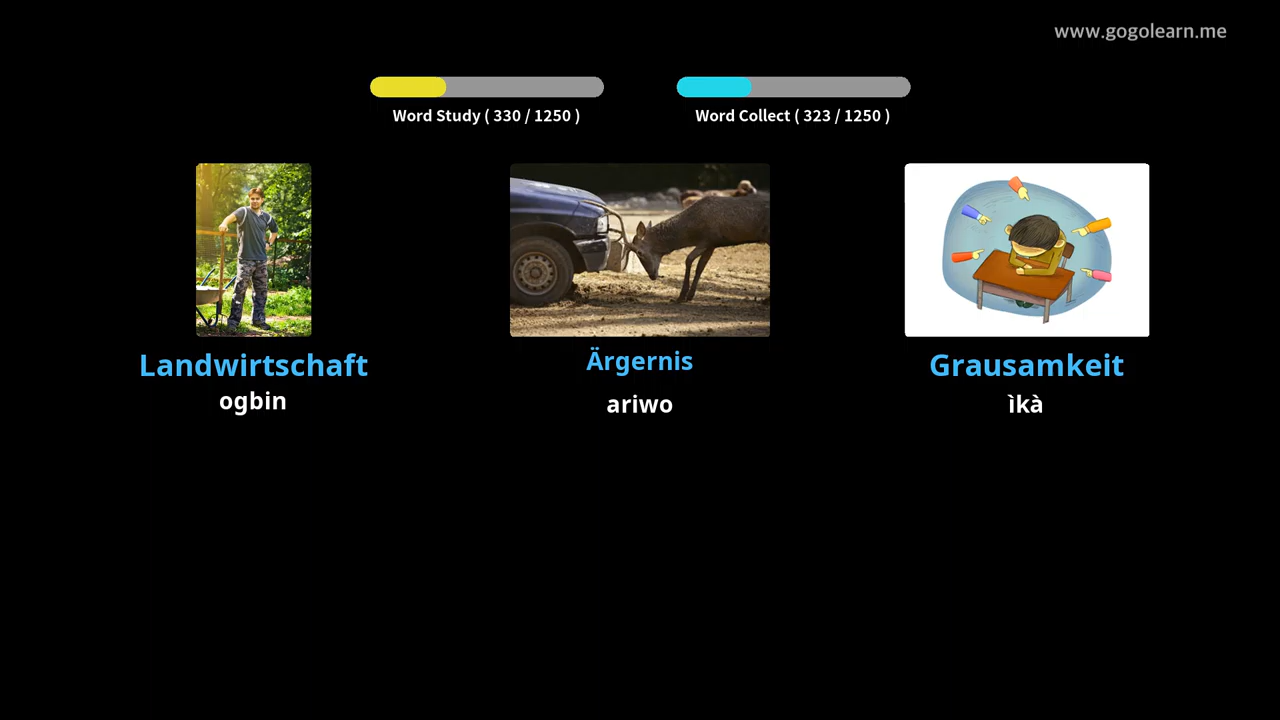 www.gogolearn.me
Word Study ( 330 / 1250 )
Word Collect ( 323 / 1250 )
Landwirtschaft
ogbin
Ärgernis
ariwo
Grausamkeit
ìkà